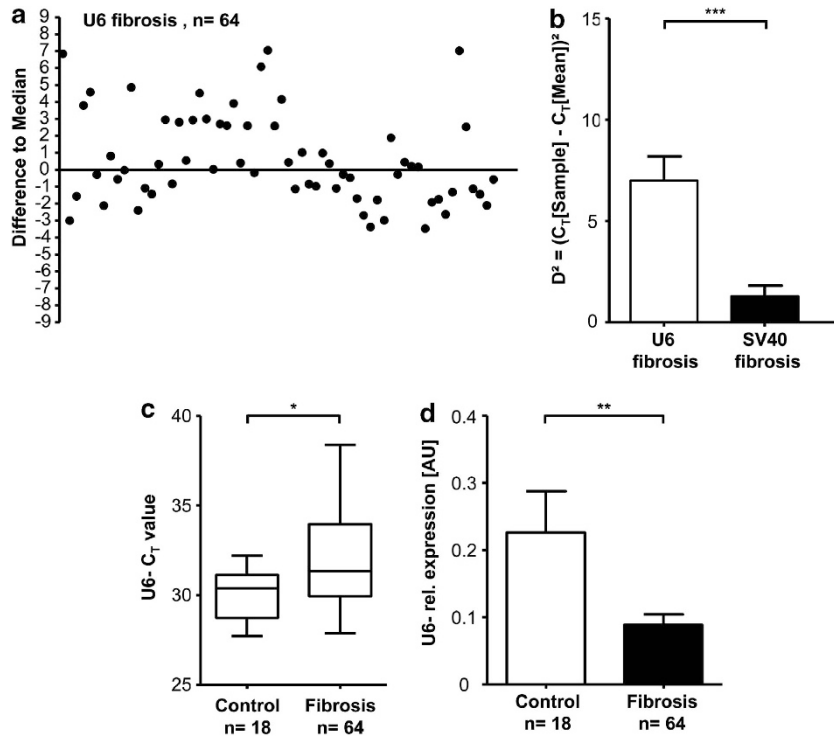 a
U6 fibrosis , n= 64
Difference to Median
9
8
7
6
5
4
3
2
1
0
-1
-2
-3
-4
-5
-6
-7
-8
-9
b
***
D² = (C_T[Sample] - C_T[Mean])²
15
10
5
0
U6
fibrosis
SV40
fibrosis
c
*
U6- C_T value
40
35
30
25
Control
n= 18
Fibrosis
n= 64
d
**
U6- rel. expression [AU]
0.4
0.3
0.2
0.1
0
Control
n= 18
Fibrosis
n= 64